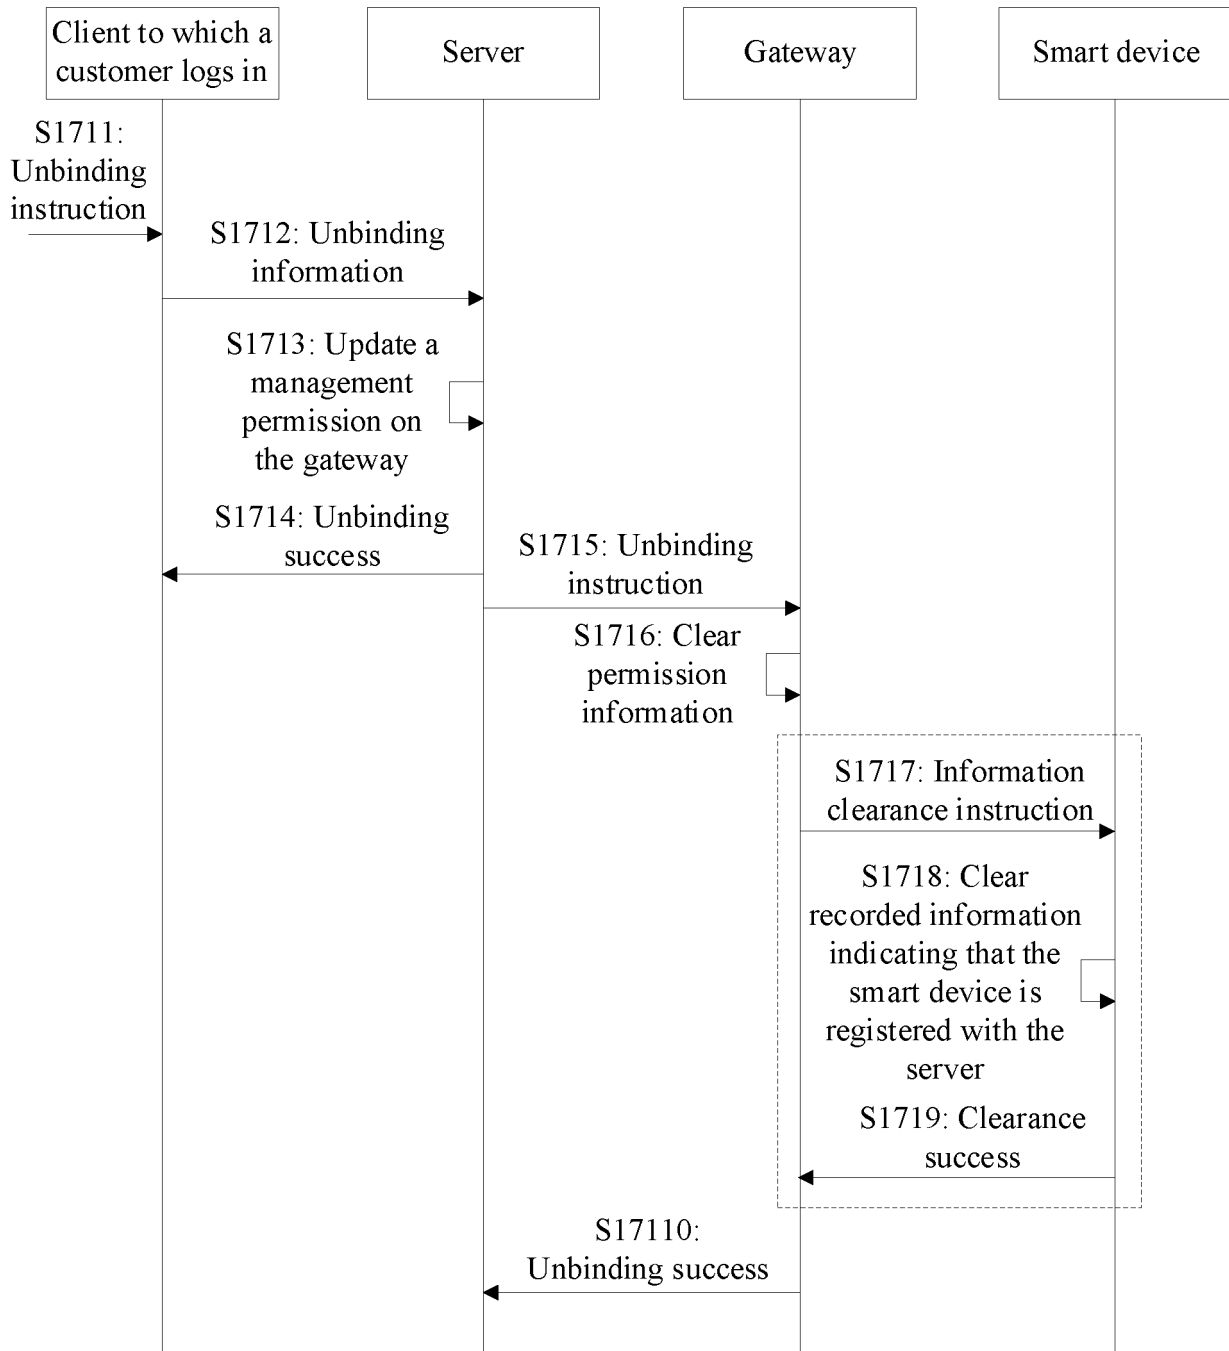 Client to which a
customer logs in
Server
Gateway
Smart device
S1711:
Unbinding
instruction
S1712: Unbinding
information
S1713: Update a
management
permission on
the gateway
S1714: Unbinding
success
S1715: Unbinding
instruction
S1716: Clear
permission
information
S1717: Information
clearance instruction
S1718: Clear
recorded information
indicating that the
smart device is
registered with the
server
S1719: Clearance
success
S17110:
Unbinding success